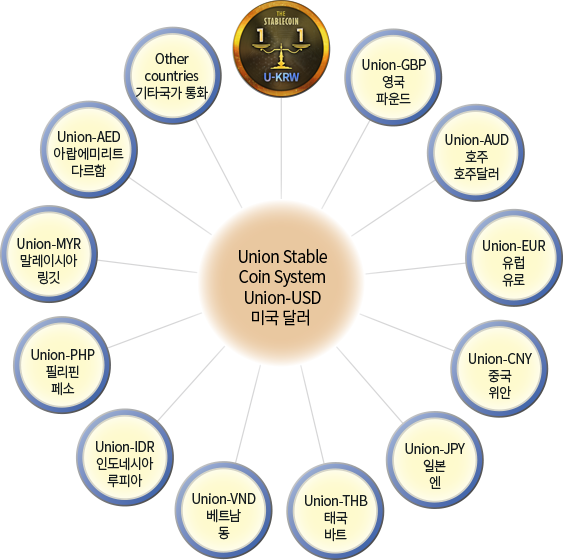 THE
STABLECOIN
1 1
U-KRW
Union-GBP
영국
파운드
Union-AUD
호주
호주달러
Union-EUR
유럽
유로
Union-CNY
중국
위안
Union-JPY
일본
엔
Union-THB
태국
바트
Union-VND
베트남
동
Union-IDR
인도네시아
루피아
Union-PHP
필리핀
페소
Union-MYR
말레이시아
링깃
Union-AED
아랍에미리트
다르함
Other
countries
기타국가 통화
Union Stable
Coin System
Union-USD
미국 달러